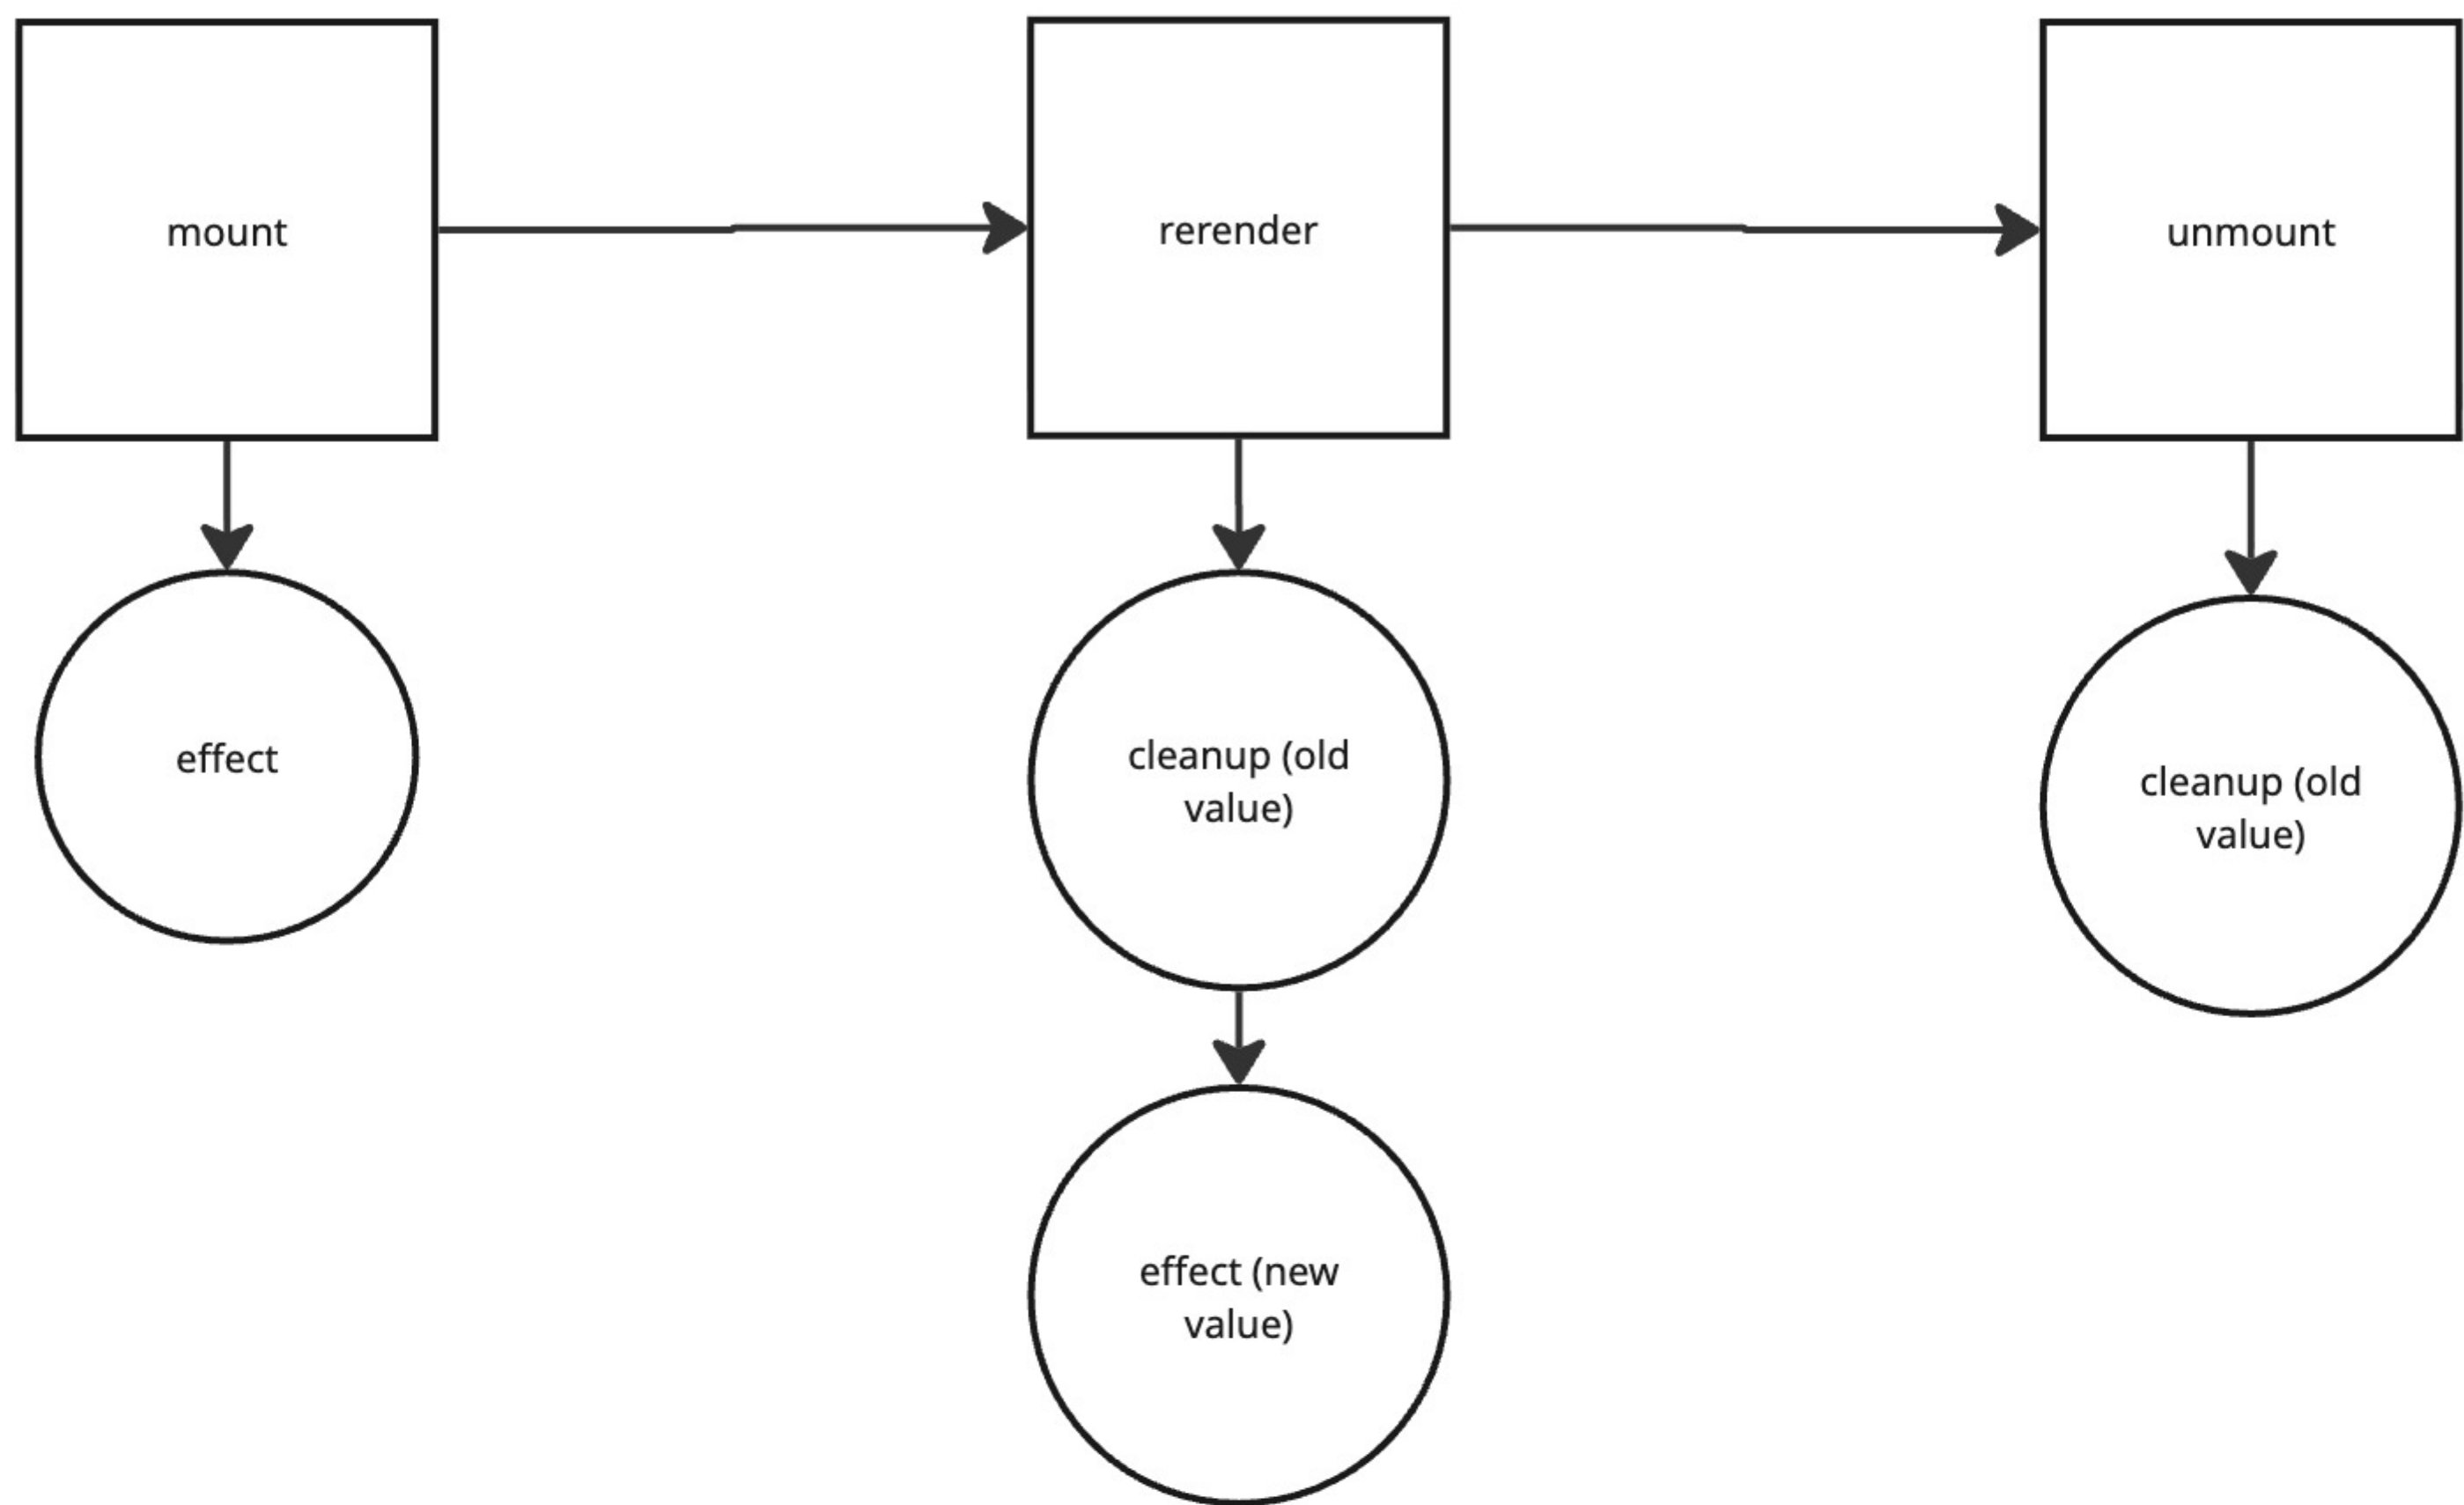 mount
rerender
unmount
effect
cleanup (old
value)
cleanup (old
value)
effect (new
value)